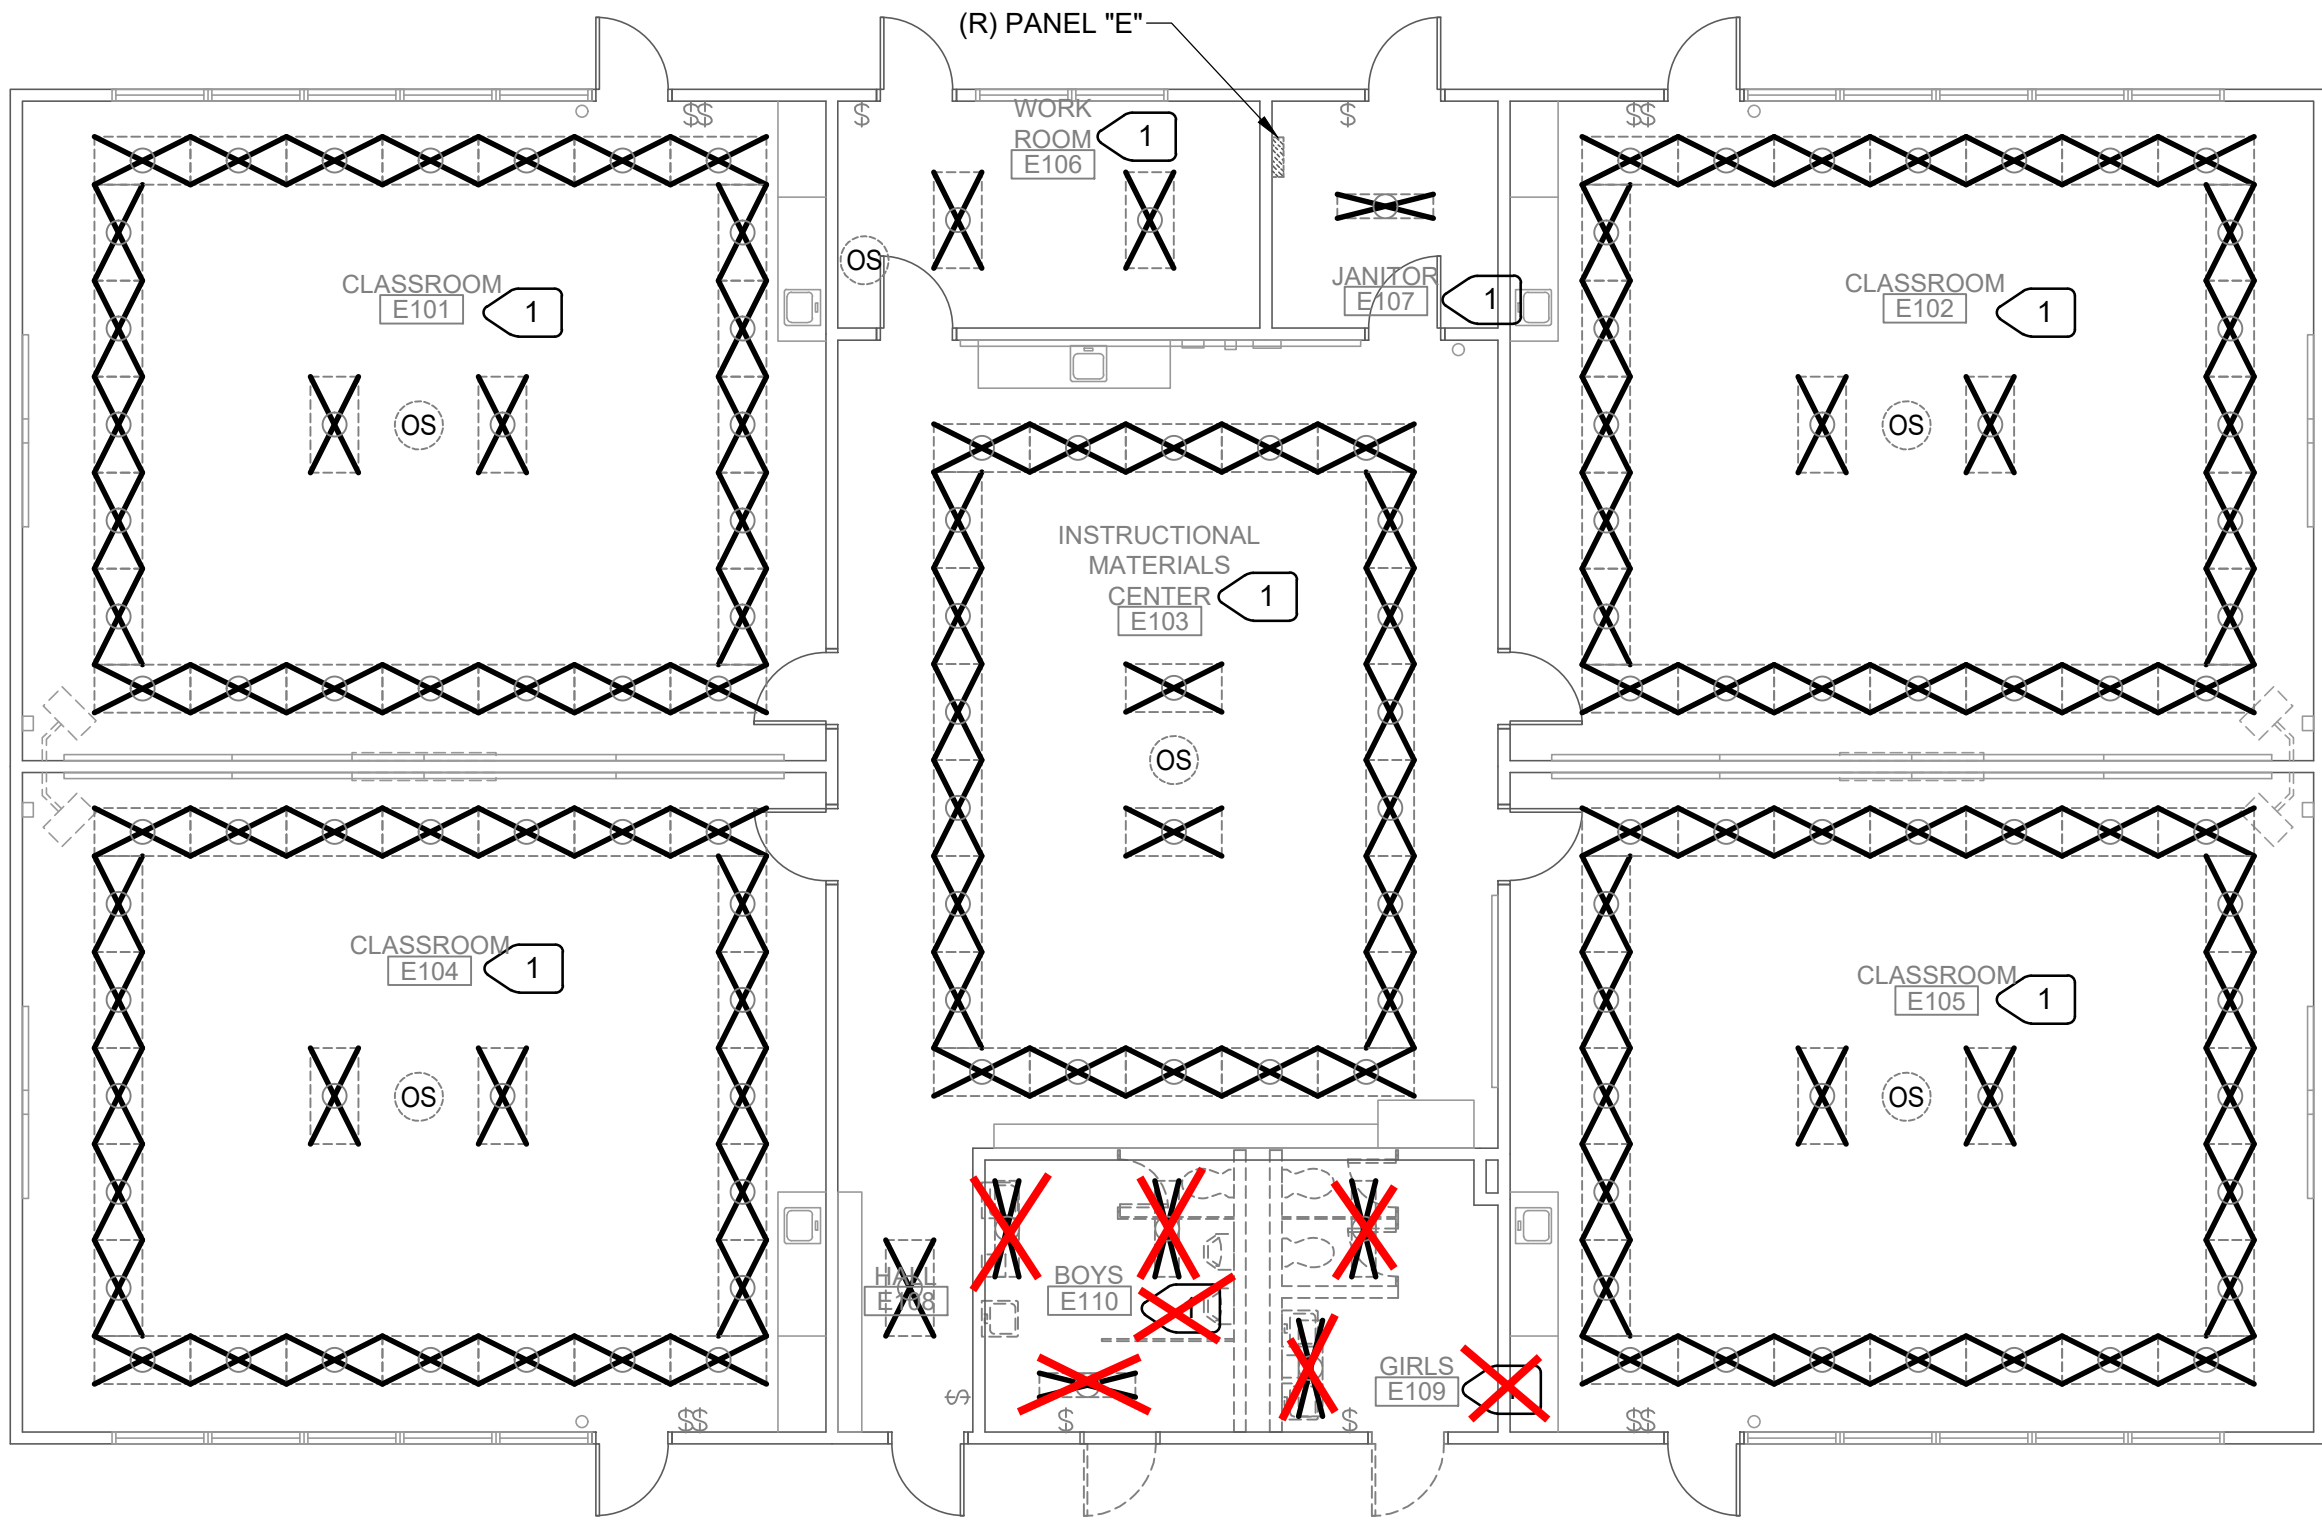 (R) PANEL "E"
$$
$
WORK
ROOM
E106
1
$
$$
OS
CLASSROOM
E101
1
JANITOR
E107
1
CLASSROOM
E102
1
OS
OS
INSTRUCTIONAL
MATERIALS
CENTER
E103
1
OS
CLASSROOM
E104
1
CLASSROOM
E105
1
OS
OS
HALL
E108
BOYS
E110
GIRLS
E109
$
$$
$
$
$$